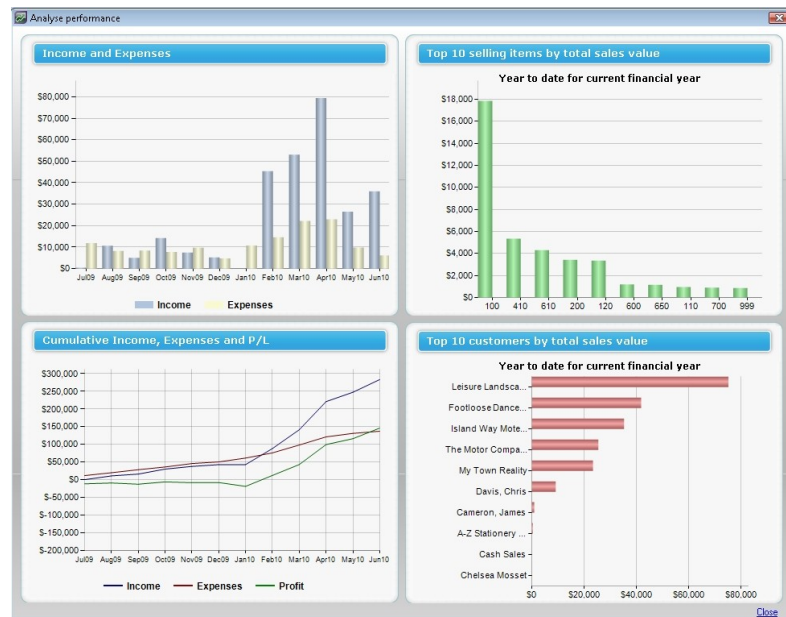 Analyse performance
Income and Expenses
$80,000
$70,000
$60,000
$50,000
$40,000
$30,000
$20,000
$10,000
$0
Jul09 Aug09 Sep09 Oct09 Nov09 Dec09 Jan10 Feb10 Mar10 Apr10 May10 Jun10
Income Expenses
Top 10 selling items by total sales value
Year to date for current financial year
$18,000
$16,000
$14,000
$12,000
$10,000
$8,000
$6,000
$4,000
$2,000
$0
100 410 610 200 120 600 650 110 700 999
Cumulative Income, Expenses and P/L
$300,000
$250,000
$200,000
$150,000
$100,000
$50,000
$0
$-50,000
$-100,000
$-150,000
$-200,000
Jul09 Aug09 Sep09 Oct09 Nov09 Dec09 Jan10 Feb10 Mar10 Apr10 May10 Jun10
Income Expenses Profit
Top 10 customers by total sales value
Year to date for current financial year
Leisure Landsca...
Footloose Dance...
Island Way Mote...
The Motor Compa...
My Town Reality
Davis, Chris
Cameron, James
A-Z Stationery ...
Cash Sales
Chelsea Mosset
$0 $20,000 $40,000 $60,000 $80,000
Close